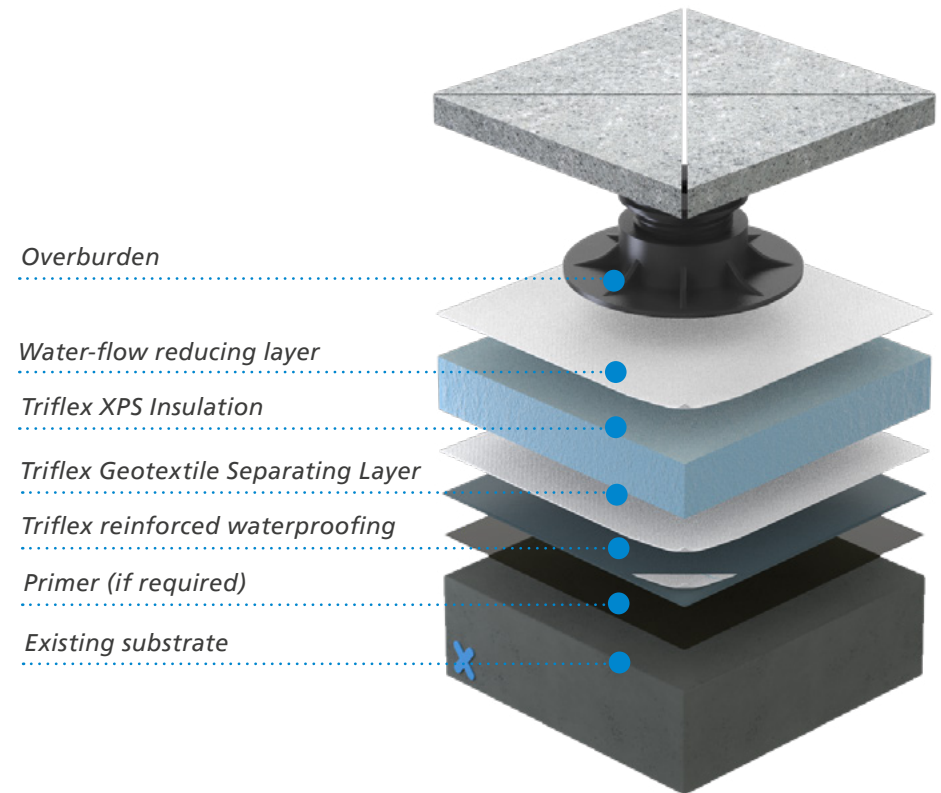 Overburden
Water-flow reducing layer
Triflex XPS Insulation
Triflex Geotextile Separating Layer
Triflex reinforced waterproofing
Primer (if required)
Existing substrate